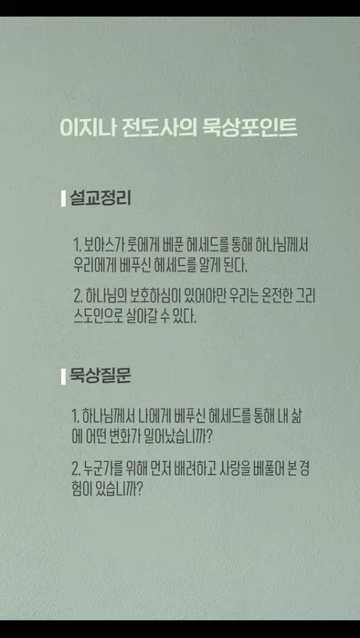 이지나 전도사의 묵상포인트
설교정리
1. 보아스가 룻에게 베푼 헤세드를 통해 하나님께서
우리에게 베푸신 헤세드를 알게 된다.
2. 하나님의 보호하심이 있어야만 우리는 온전한 그리
스도인으로 살아갈 수 있다.
묵상질문
1. 하나님께서 나에게 베푸신 헤세드를 통해 내 삶
에 어떤 변화가 일어났습니까?
2. 누군가를 위해 먼저 배려하고 사랑을 베풀어 본 경
험이 있습니까?